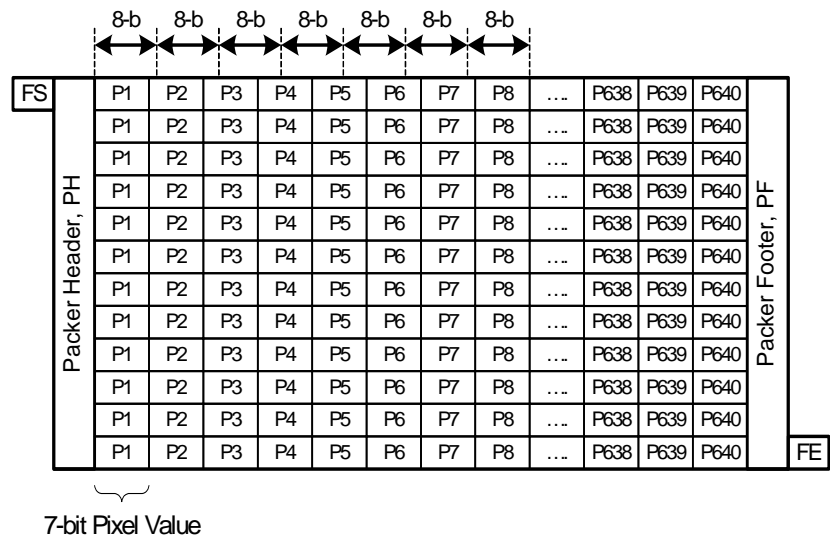 8-b 8-b 8-b 8-b 8-b 8-b 8-b
FS P1 P2 P3 P4 P5 P6 P7 P8 .... P638 P639 P640
P1 P2 P3 P4 P5 P6 P7 P8 .... P638 P639 P640
P1 P2 P3 P4 P5 P6 P7 P8 .... P638 P639 P640
P1 P2 P3 P4 P5 P6 P7 P8 .... P638 P639 P640
P1 P2 P3 P4 P5 P6 P7 P8 .... P638 P639 P640
P1 P2 P3 P4 P5 P6 P7 P8 .... P638 P639 P640
P1 P2 P3 P4 P5 P6 P7 P8 .... P638 P639 P640
P1 P2 P3 P4 P5 P6 P7 P8 .... P638 P639 P640
P1 P2 P3 P4 P5 P6 P7 P8 .... P638 P639 P640
P1 P2 P3 P4 P5 P6 P7 P8 .... P638 P639 P640
P1 P2 P3 P4 P5 P6 P7 P8 .... P638 P639 P640
P1 P2 P3 P4 P5 P6 P7 P8 .... P638 P639 P640 FE
Packer Header, PH
Packer Footer, PF
7-bit Pixel Value